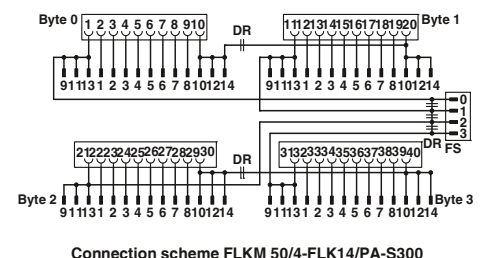 Byte 0 1 2 3 4 5 6 7 8 9 10 DR 11 12 13 14 15 16 17 18 19 20 Byte 1
9 11 13 1 2 3 4 5 6 7 8 10 12 14 9 11 13 1 2 3 4 5 6 7 8 10 12 14
0
1
2
3
DR FS
21 22 23 24 25 26 27 28 29 30 DR 31 32 33 34 35 36 37 38 39 40
Byte 2 9 11 13 1 2 3 4 5 6 7 8 10 12 14 9 11 13 1 2 3 4 5 6 7 8 10 12 14 Byte 3
Connection scheme FLKM 50/4-FLK14/PA-S300